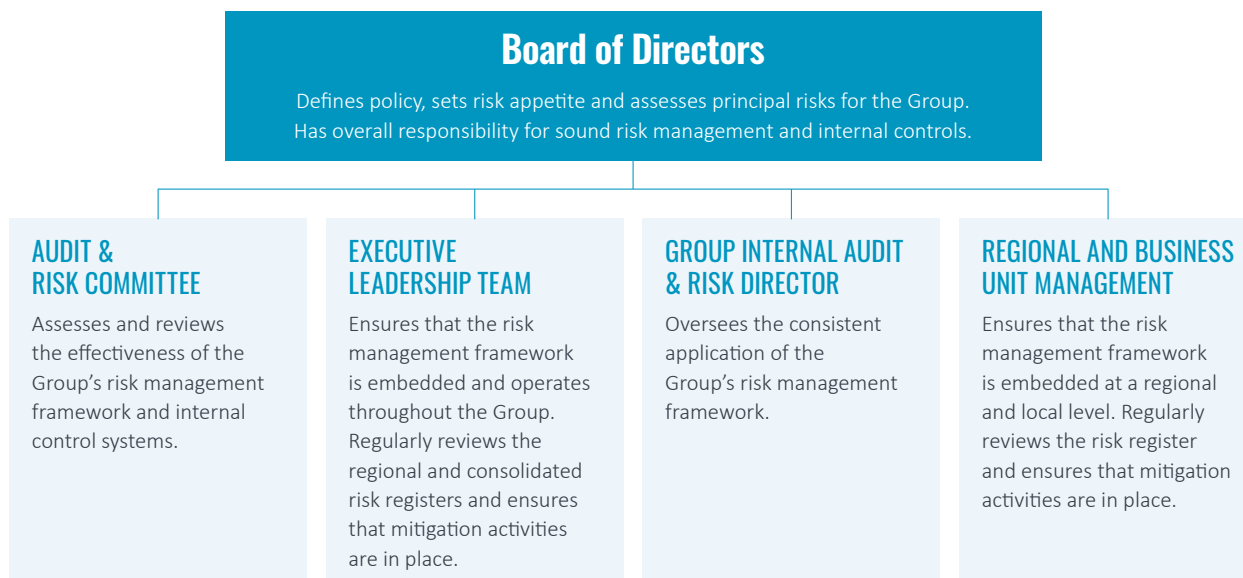 Board of Directors
Defines policy, sets risk appetite and assesses principal risks for the Group.
Has overall responsibility for sound risk management and internal controls.
AUDIT &
RISK COMMITTEE
Assesses and reviews
the effectiveness of the
Group’s risk management
framework and internal
control systems.
EXECUTIVE
LEADERSHIP TEAM
Ensures that the risk
management framework
is embedded and operates
throughout the Group.
Regularly reviews the
regional and consolidated
risk registers and ensures
that mitigation activities
are in place.
GROUP INTERNAL AUDIT
& RISK DIRECTOR
Oversees the consistent
application of the
Group’s risk management
framework.
REGIONAL AND BUSINESS
UNIT MANAGEMENT
Ensures that the risk
management framework
is embedded at a regional
and local level. Regularly
reviews the risk register
and ensures that mitigation
activities are in place.